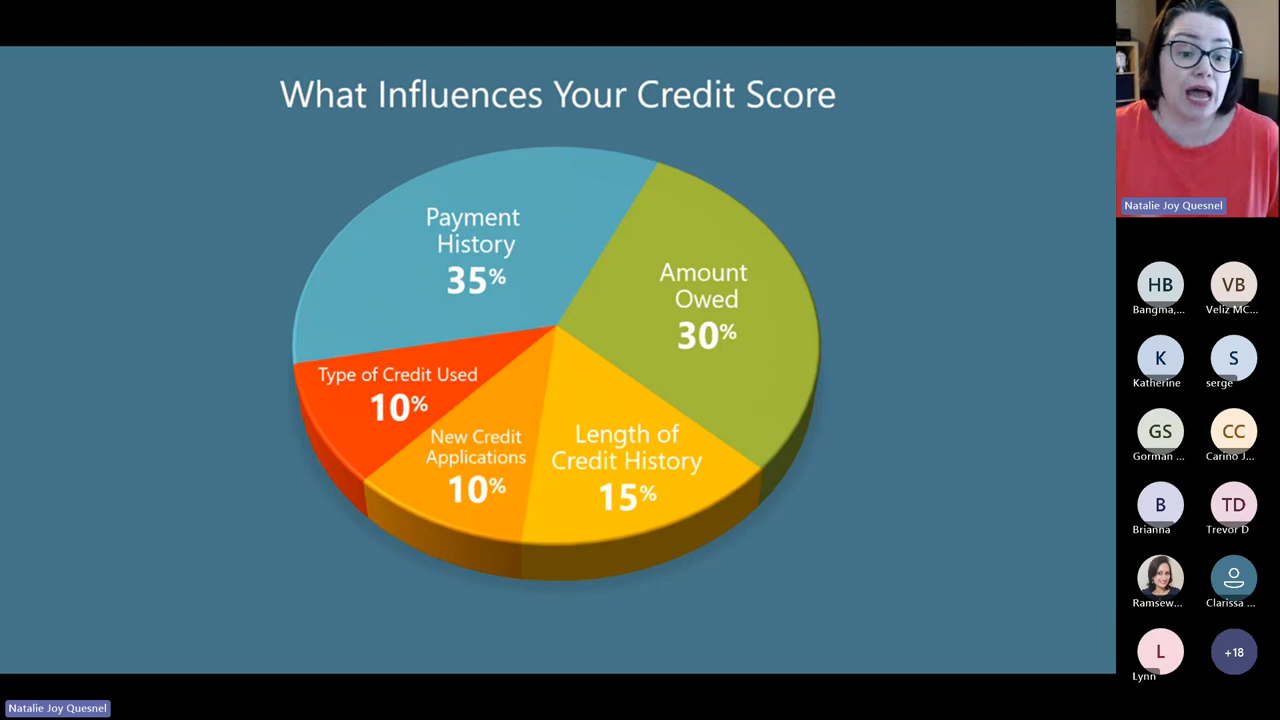 What Influences Your Credit Score
Payment
History
35%
Amount
Owed
30%
Type of Credit Used
10%
New Credit
Applications
10%
Length of
Credit History
15%
Natalie Joy Quesnel
HB
VB
Bangma,...
Veliz MC...
K
S
Katherine
serge
GS
CC
Gorman ...
Carino J...
B
TD
Brianna
Trevor D
Ramsew...
Clarissa ...
L
+18
Lynn
Natalie Joy Quesnel